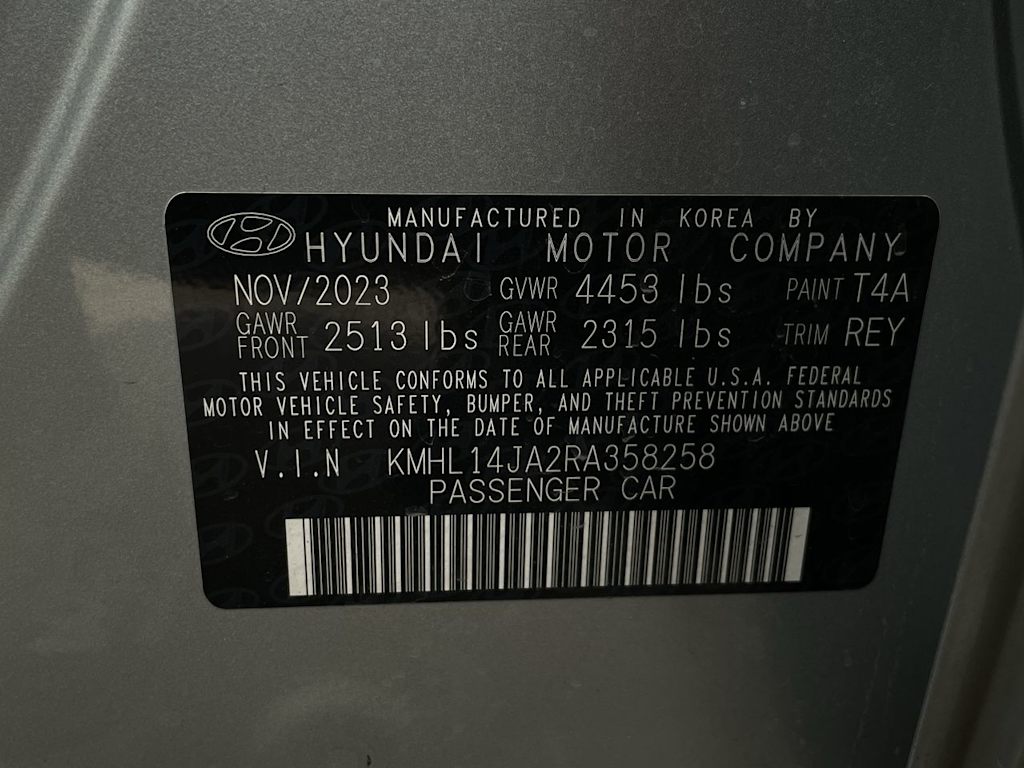 MANUFACTURED IN KOREA BY
HYUNDAI MOTOR COMPANY
NOV/2023 GVWR 4453 lbs PAINT T4A
GAWR FRONT 2513 lbs GAWR REAR 2315 lbs TRIM REY
THIS VEHICLE CONFORMS TO ALL APPLICABLE U.S.A. FEDERAL
MOTOR VEHICLE SAFETY, BUMPER, AND THEFT PREVENTION STANDARDS
IN EFFECT ON THE DATE OF MANUFACTURE SHOWN ABOVE
V.I.N KMHL14JA2RA358258
PASSENGER CAR